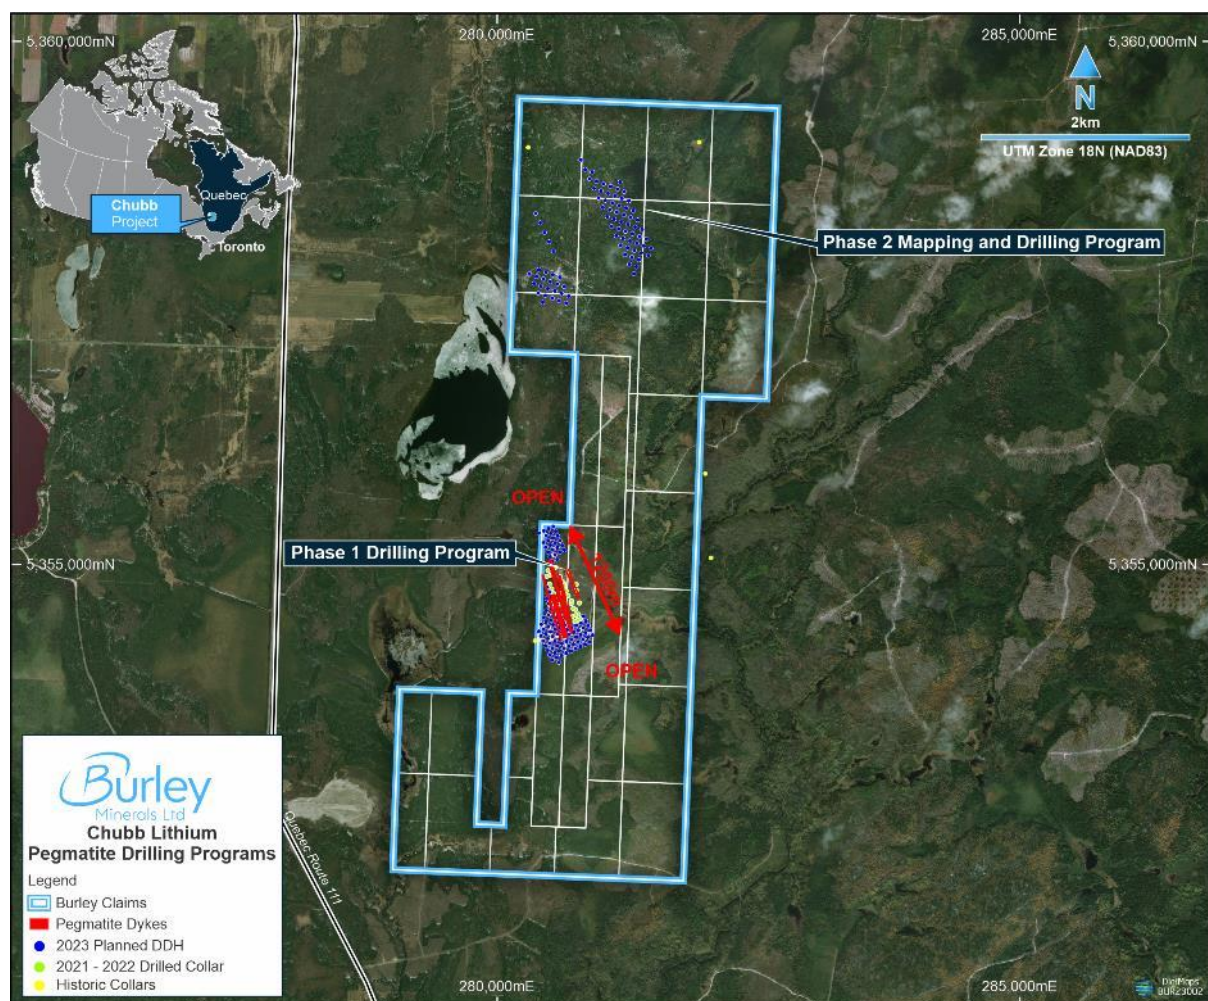 5,360,000mN
280,000mE
285,000mE
5,360,000mN
N
2km
UTM Zone 18N (NAD83)
Quebec
Chubb
Project
Toronto
Phase 2 Mapping and Drilling Program
OPEN
Phase 1 Drilling Program
5,355,000mN
5,355,000mN
OPEN
Burley
Minerals Ltd
Chubb Lithium
Pegmatite Drilling Programs
Legend
Burley Claims
Pegmatite Dykes
2023 Planned DDH
2021 - 2022 Drilled Collar
Historic Collars
Quebec Route 111
280,000mE
285,000mE
DigiMaps
BUR23002